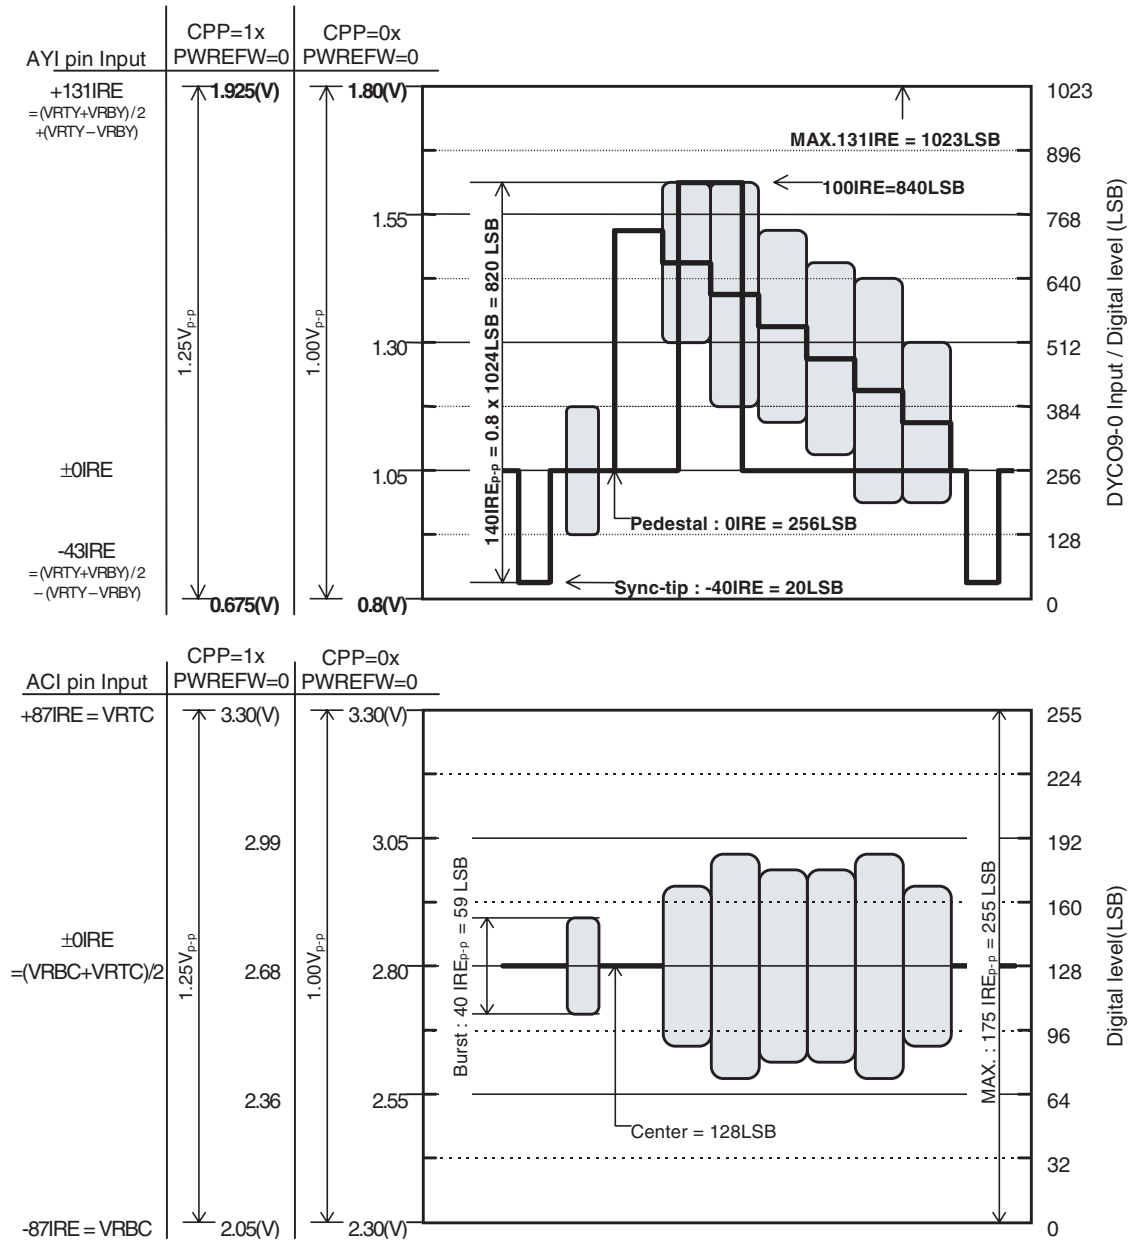 AYI pin Input
CPP=1x
PWREFW=0
CPP=0x
PWREFW=0
+131IRE
=(VRTY+VRBY)/2
+(VRTY−VRBY)
1.925(V)
1.80(V)
1023
MAX.131IRE = 1023LSB
896
100IRE=840LSB
1.55
768
640
1.25Vp-p
1.00Vp-p
140IREp-p = 0.8 x 1024LSB = 820 LSB
1.30
512
384
±0IRE
1.05
256
Pedestal : 0IRE = 256LSB
128
-43IRE
=(VRTY+VRBY)/2
−(VRTY−VRBY)
Sync-tip : -40IRE = 20LSB
0.675(V)
0.8(V)
0
DYCO9-0 Input / Digital level (LSB)
ACI pin Input
CPP=1x
PWREFW=0
CPP=0x
PWREFW=0
+87IRE = VRTC
3.30(V)
3.30(V)
255
224
2.99
3.05
192
Burst : 40 IREp-p = 59 LSB
MAX. : 175 IREp-p = 255 LSB
160
±0IRE
=(VRBC+VRTC)/2
1.25Vp-p
2.68
1.00Vp-p
2.80
128
96
2.36
2.55
64
Center = 128LSB
32
-87IRE = VRBC
2.05(V)
2.30(V)
0
Digital level(LSB)